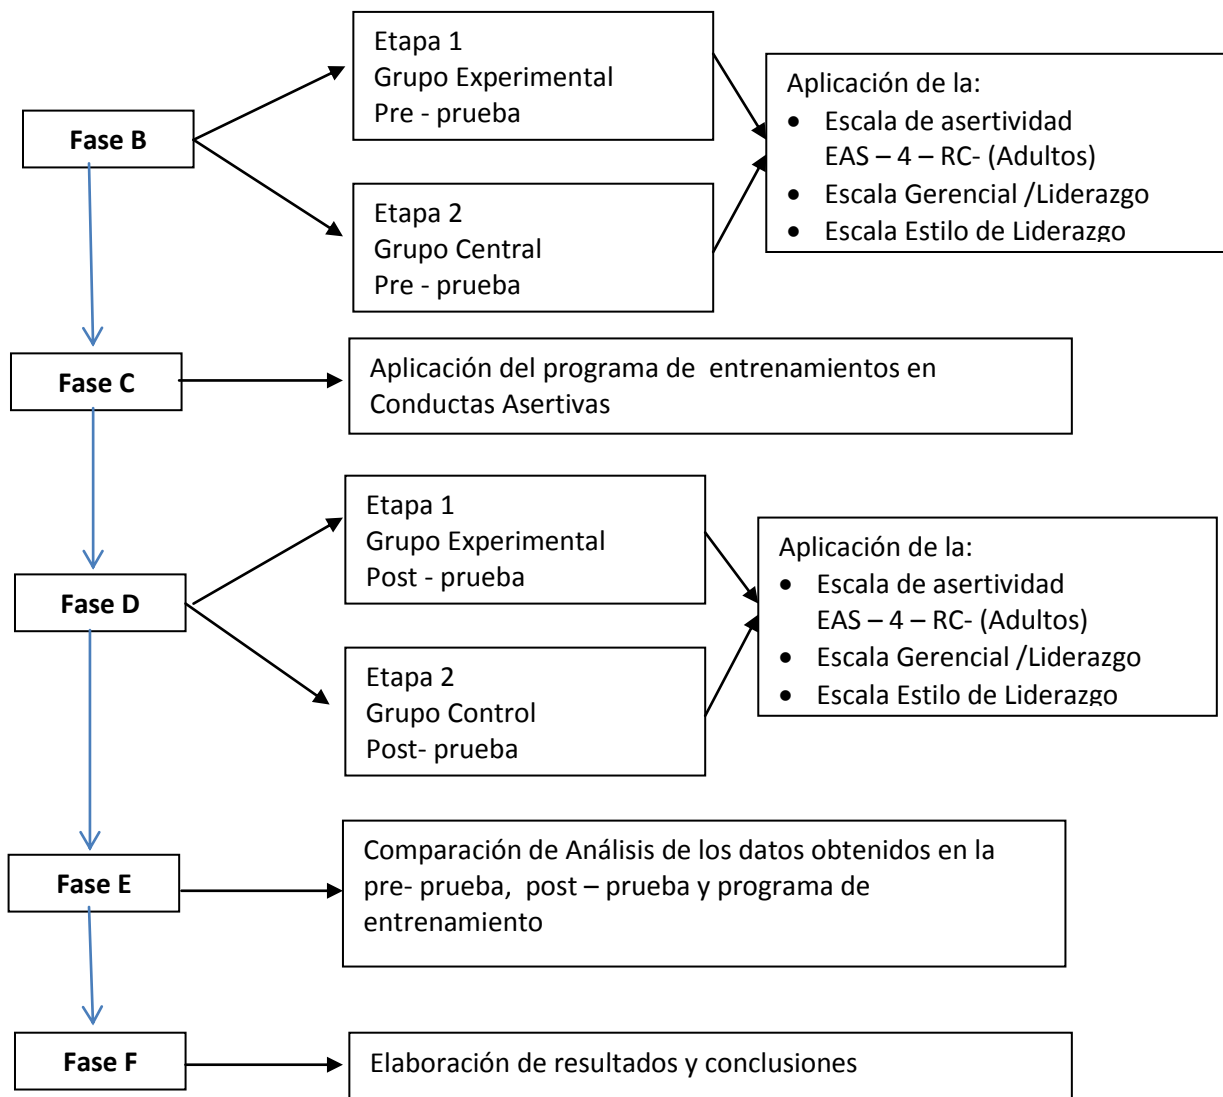 Fase B
Etapa 1
Grupo Experimental
Pre - prueba
Etapa 2
Grupo Central
Pre - prueba
Aplicación de la:
• Escala de asertividad
EAS – 4 – RC- (Adultos)
• Escala Gerencial /Liderazgo
• Escala Estilo de Liderazgo
Fase C
Aplicación del programa de entrenamientos en
Conductas Asertivas
Fase D
Etapa 1
Grupo Experimental
Post - prueba
Etapa 2
Grupo Control
Post- prueba
Aplicación de la:
• Escala de asertividad
EAS – 4 – RC- (Adultos)
• Escala Gerencial /Liderazgo
• Escala Estilo de Liderazgo
Fase E
Comparación de Análisis de los datos obtenidos en la
pre- prueba, post – prueba y programa de
entrenamiento
Fase F
Elaboración de resultados y conclusiones